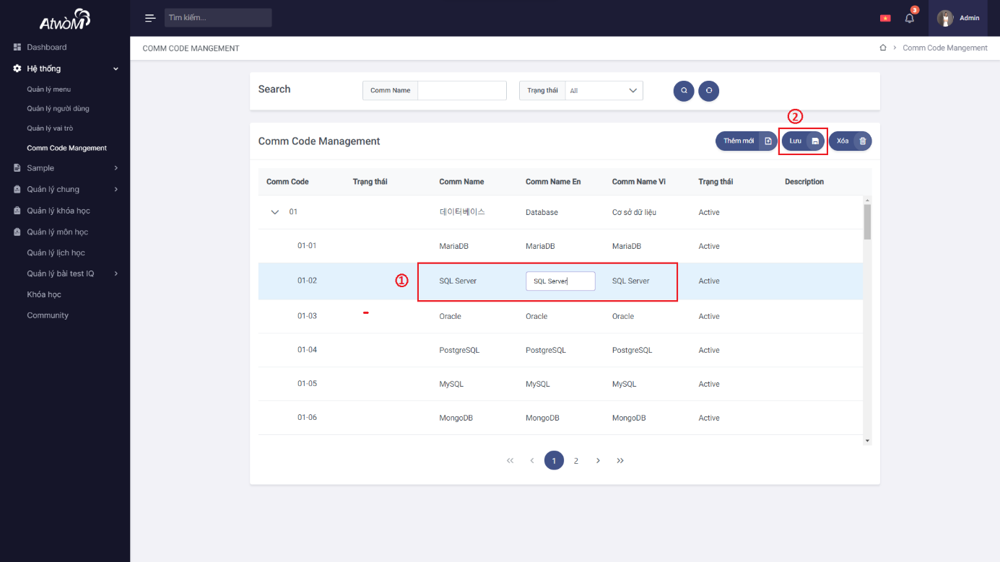 AtwoM
Tìm kiếm...
3
Admin
Dashboard
Hệ thống
Quản lý menu
Quản lý người dùng
Quản lý vai trò
Comm Code Mangement
Sample
Quản lý chung
Quản lý khóa học
Quản lý môn học
Quản lý lịch học
Quản lý bài test IQ
Khóa học
Community
COMM CODE MANGEMENT
Comm Code Mangement
Search
Comm Name
Trạng thái All
②
Comm Code Management
Thêm mới
Lưu
Xóa
Comm Code Trạng thái Comm Name Comm Name En Comm Name Vi Trạng thái Description
01 데이터베이스 Database Cơ sở dữ liệu Active
01-01 MariaDB MariaDB MariaDB Active
01-02 ① SQL Server SQL Server SQL Server Active
01-03 Oracle Oracle Oracle Active
01-04 PostgreSQL PostgreSQL PostgreSQL Active
01-05 MySQL MySQL MySQL Active
01-06 MongoDB MongoDB MongoDB Active
1 2